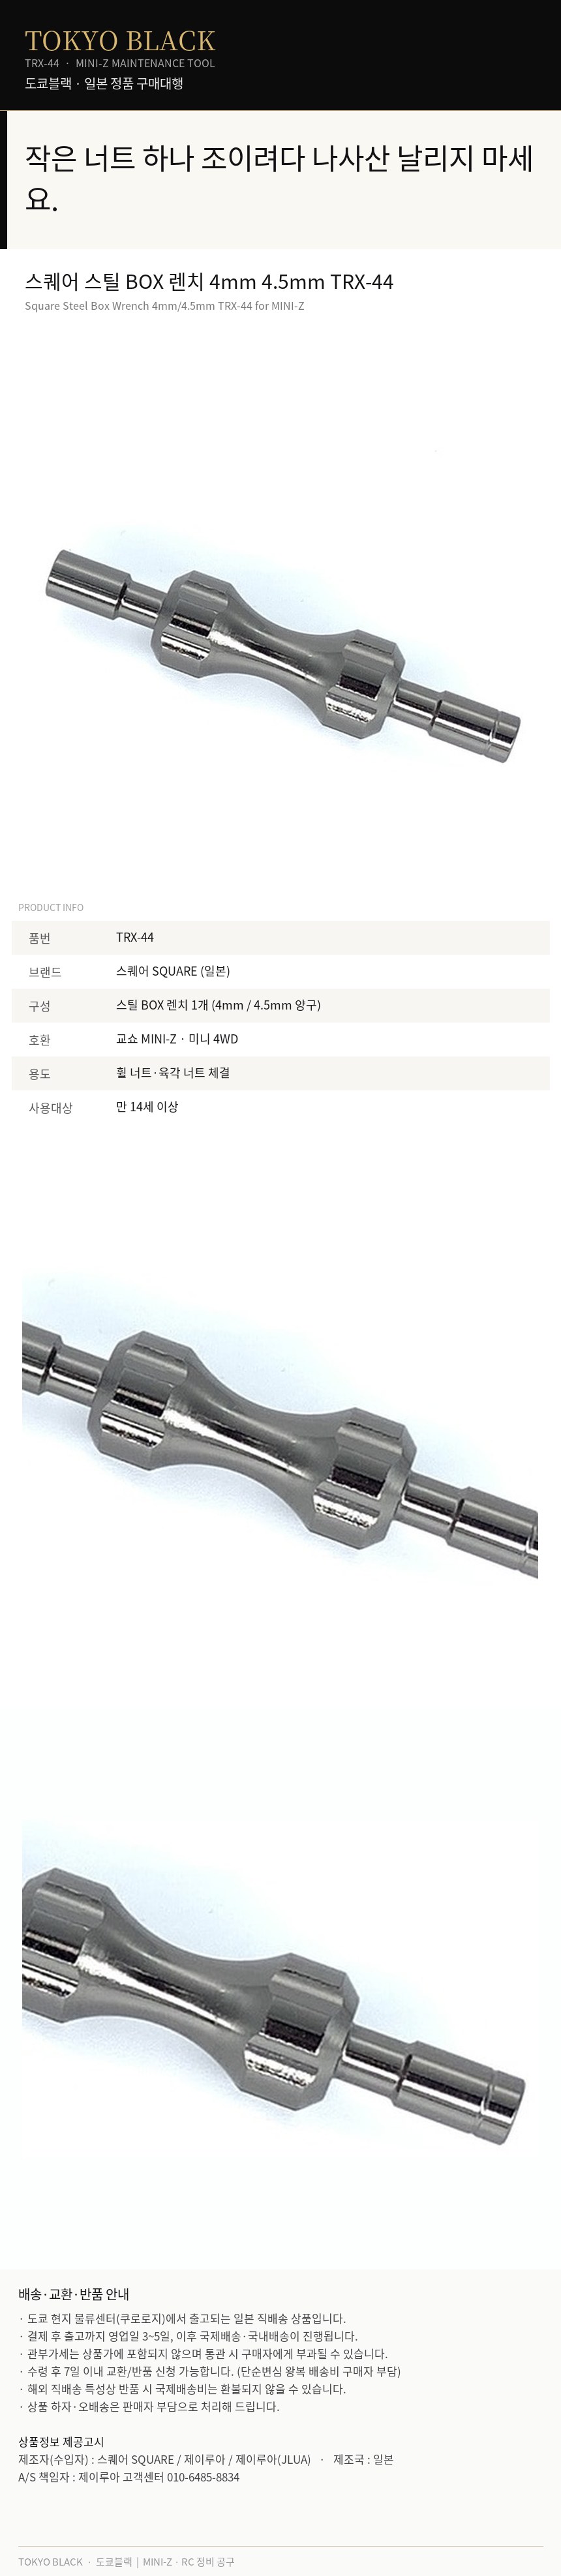 TOKYO BLACK
TRX-44 · MINI-Z MAINTENANCE TOOL
도쿄블랙 · 일본 정품 구매대행
작은 너트 하나 조이려다 나사산 날리지 마세
요.
스퀘어 스틸 BOX 렌치 4mm 4.5mm TRX-44
Square Steel Box Wrench 4mm/4.5mm TRX-44 for MINI-Z
PRODUCT INFO
품번 TRX-44
브랜드 스퀘어 SQUARE (일본)
구성 스틸 BOX 렌치 1개 (4mm / 4.5mm 양구)
호환 교쇼 MINI-Z · 미니 4WD
용도 휠 너트·육각 너트 체결
사용대상 만 14세 이상
배송·교환·반품 안내
· 도쿄 현지 물류센터(쿠로로지)에서 출고되는 일본 직배송 상품입니다.
· 결제 후 출고까지 영업일 3~5일, 이후 국제배송·국내배송이 진행됩니다.
· 관부가세는 상품가에 포함되지 않으며 통관 시 구매자에게 부과될 수 있습니다.
· 수령 후 7일 이내 교환/반품 신청 가능합니다. (단순변심 왕복 배송비 구매자 부담)
· 해외 직배송 특성상 반품 시 국제배송비는 환불되지 않을 수 있습니다.
· 상품 하자·오배송은 판매자 부담으로 처리해 드립니다.
상품정보 제공고시
제조자(수입자) : 스퀘어 SQUARE / 제이루아 / 제이루아(JLUA) · 제조국 : 일본
A/S 책임자 : 제이루아 고객센터 010-6485-8834
TOKYO BLACK · 도쿄블랙 | MINI-Z · RC 정비 공구